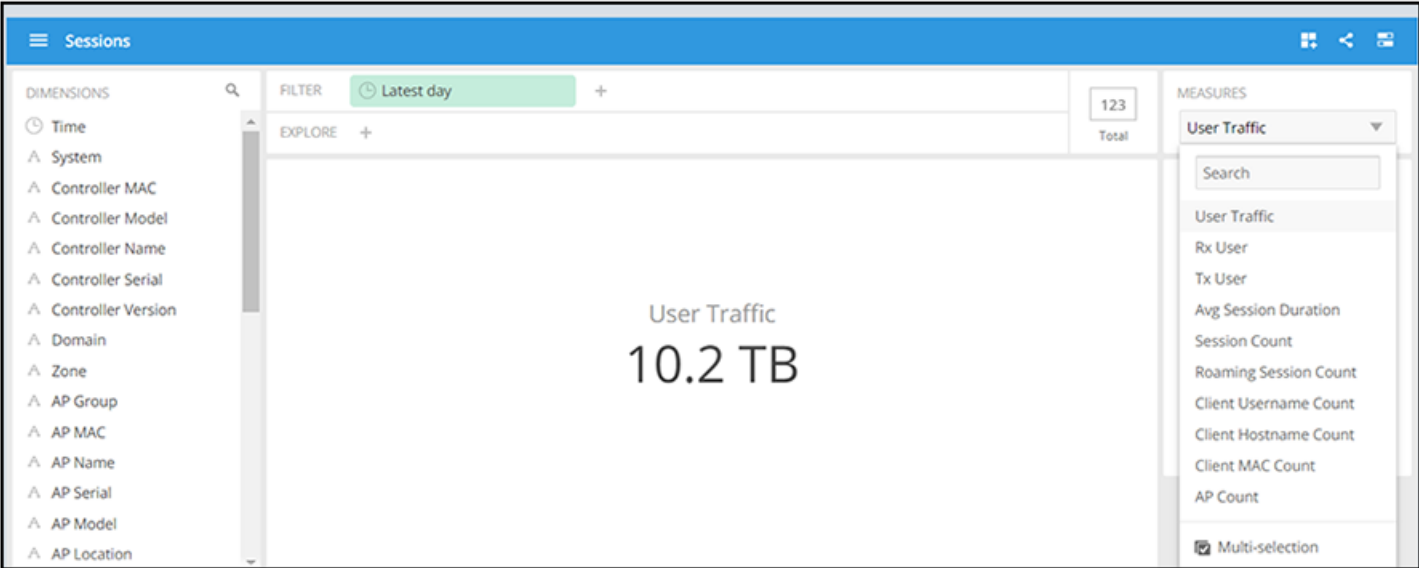 Sessions
DIMENSIONS
Time
System
Controller MAC
Controller Model
Controller Name
Controller Serial
Controller Version
Domain
Zone
AP Group
AP MAC
AP Name
AP Serial
AP Model
AP Location
FILTER
Latest day
+
EXPLORE +
123
Total
User Traffic
10.2 TB
MEASURES
User Traffic
Search
User Traffic
Rx User
Tx User
Avg Session Duration
Session Count
Roaming Session Count
Client Username Count
Client Hostname Count
Client MAC Count
AP Count
Multi-selection